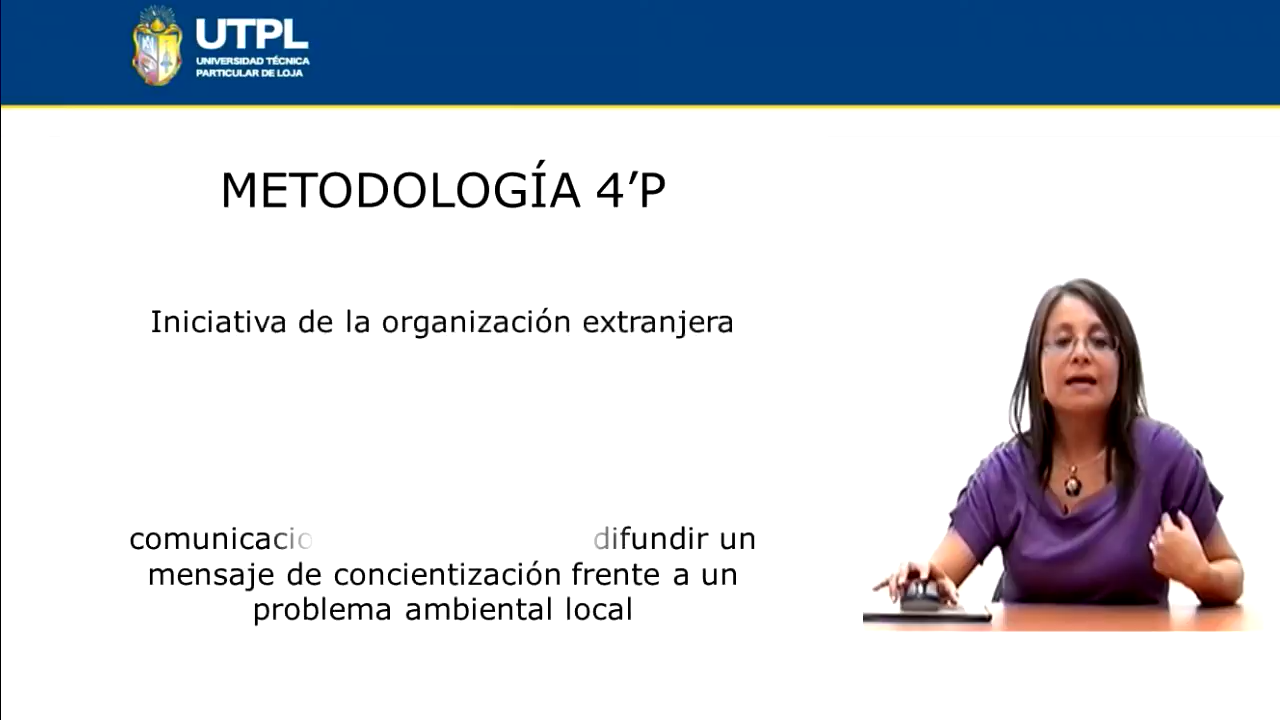 UTPL
UNIVERSIDAD TÉCNICA
PARTICULAR DE LOJA
METODOLOGÍA 4’P
Iniciativa de la organización extranjera
difundir un
mensaje de concientización frente a un
problema ambiental local